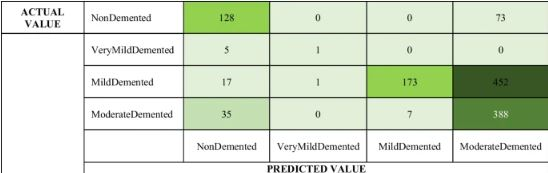 ACTUAL VALUE NonDemented 128 0 0 73
VeryMildDemented 5 1 0 0
MildDemented 17 1 173 452
ModerateDemented 35 0 7 388
NonDemented VeryMildDemented MildDemented ModerateDemented
PREDICTED VALUE